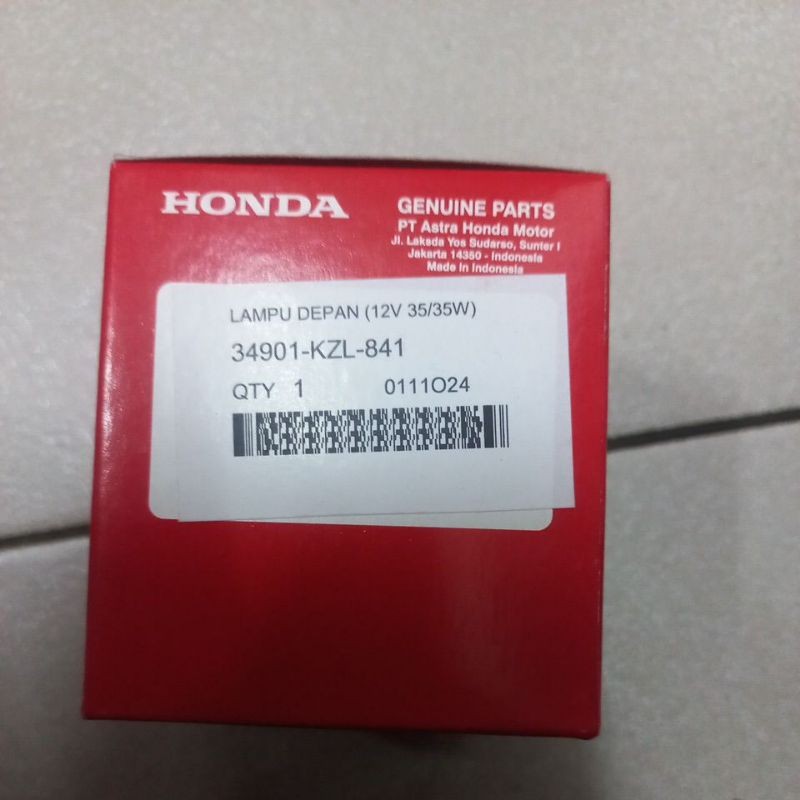 HONDA
GENUINE PARTS
PT Astra Honda Motor
Jl. Laksda Yos Sudarso, Sunter I
Jakarta 14350 - Indonesia
Made in Indonesia
LAMPU DEPAN (12V 35/35W)
34901-KZL-841
QTY 1 0111O24